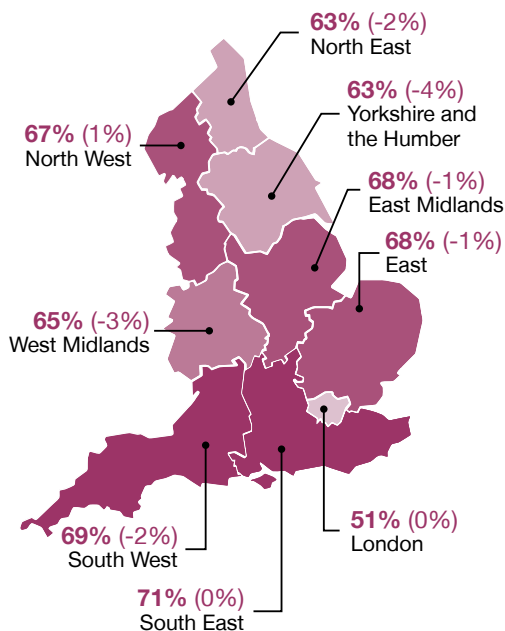 63% (-2%)
North East
63% (-4%)
Yorkshire and
the Humber
67% (1%)
North West
68% (-1%)
East Midlands
68% (-1%)
East
65% (-3%)
West Midlands
51% (0%)
London
69% (-2%)
South West
71% (0%)
South East